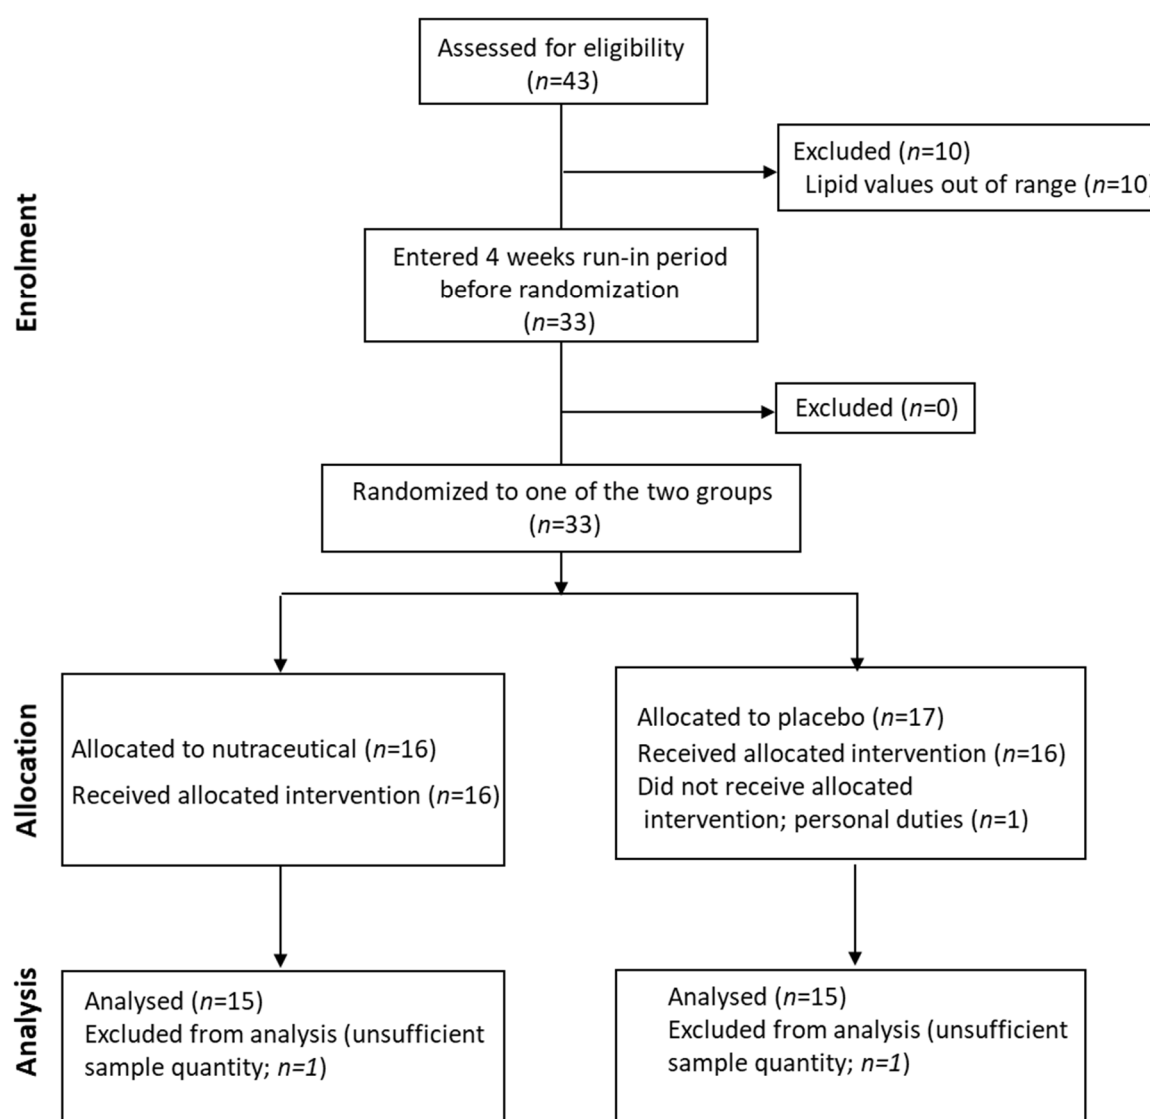 Assessed for eligibility
(n=43)
Excluded (n=10)
Lipid values out of range (n=10)
Enrolment
Entered 4 weeks run-in period
before randomization
(n=33)
Excluded (n=0)
Randomized to one of the two groups
(n=33)
Allocation
Allocated to nutraceutical (n=16)
Received allocated intervention (n=16)
Allocated to placebo (n=17)
Received allocated intervention (n=16)
Did not receive allocated
intervention; personal duties (n=1)
Analysis
Analysed (n=15)
Excluded from analysis (unsufficient
sample quantity; n=1)
Analysed (n=15)
Excluded from analysis (unsufficient
sample quantity; n=1)